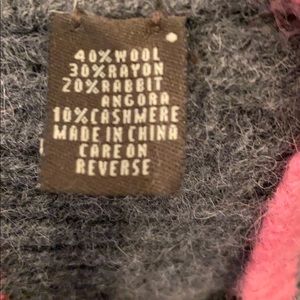 40%WOOL
30%RAYON
20%RABBIT
ANGORA
10%CASHMERE
MADE IN CHINA
CARE ON
REVERSE